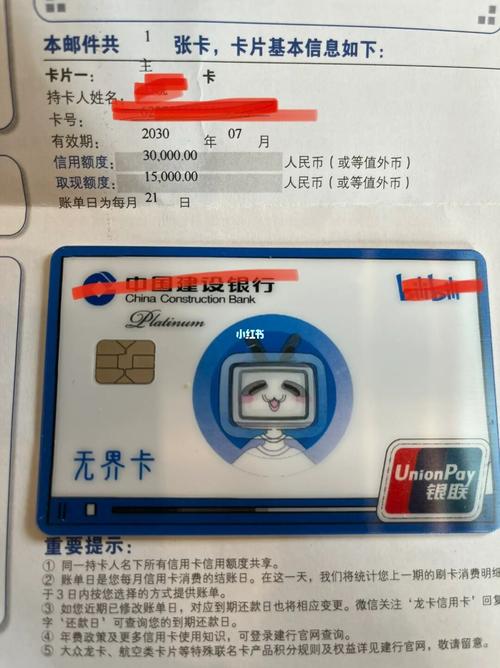 本邮件共 1 张卡，卡片基本信息如下：
卡片一： 主 卡
持卡人姓名：
卡号：
有效期： 2030 年 07 月
信用额度： 30,000.00 人民币（或等值外币）
取现额度： 15,000.00 人民币（或等值外币）
账单日为每月 21 日
中国建设银行
China Construction Bank
Platinum
小红书
无界卡
UnionPay
银联
重要提示：
① 同一持卡人名下所有信用卡信用额度共享。
② 账单日是您每月信用卡消费的结账日。在这一天，我们将统计您上一期的刷卡消费明细
于3日内按您选择的方式提供账单。
③ 如您近期已修改账单日，对应到期还款日也将相应变更。微信关注‘龙卡信用卡’回复
字‘还款日’可查询您的到期还款日。
④ 年费政策及更多信用卡使用知识，可登录建行官网查询。
⑤ 大众龙卡、航空类卡片等特殊联名卡产品积分规则及权益详见建行官网，敬请留意。